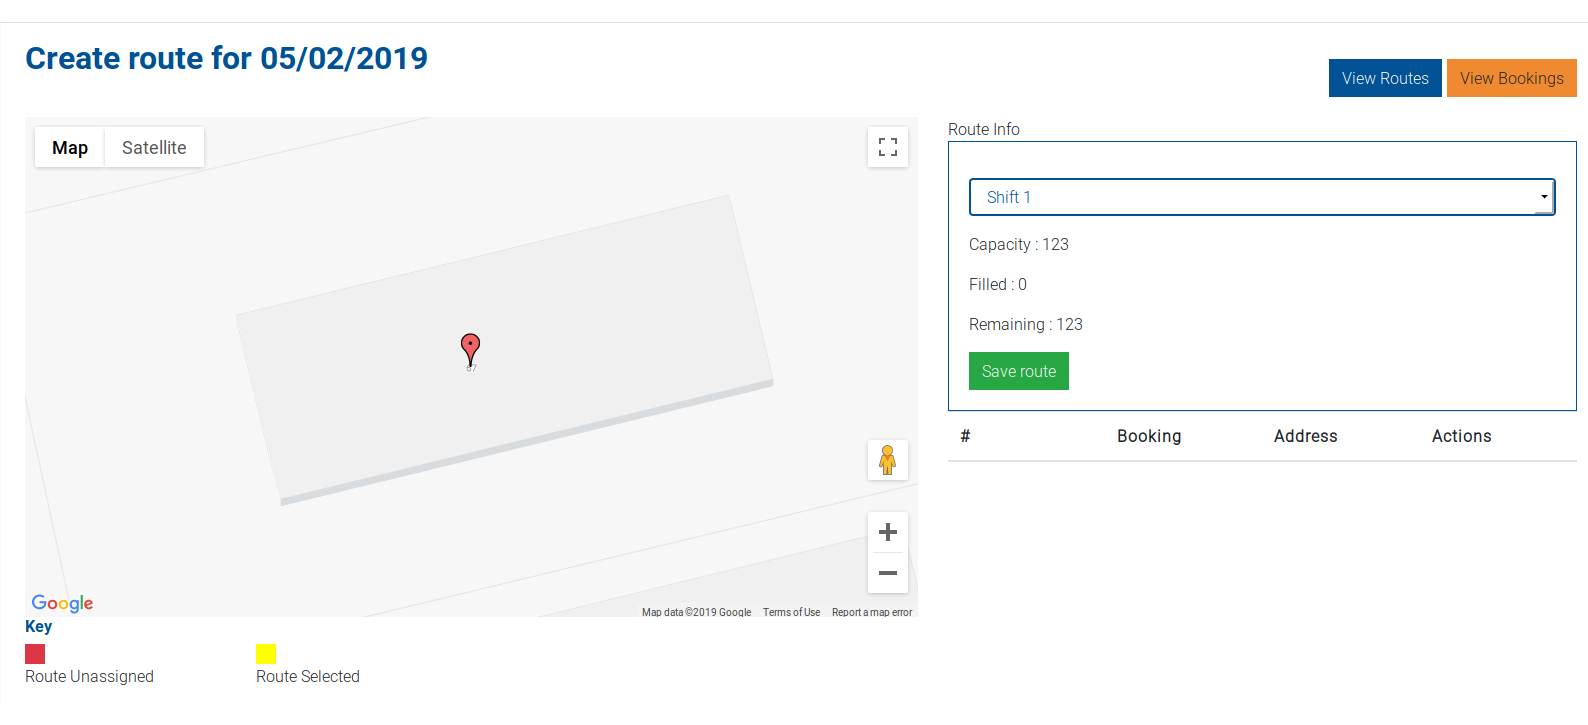 Create route for 05/02/2019
View Routes
View Bookings
Map
Satellite
Google
Map data ©2019 Google
Terms of Use
Report a map error
Key
Route Unassigned
Route Selected
Route Info
Shift 1
Capacity : 123
Filled : 0
Remaining : 123
Save route
# Booking Address Actions